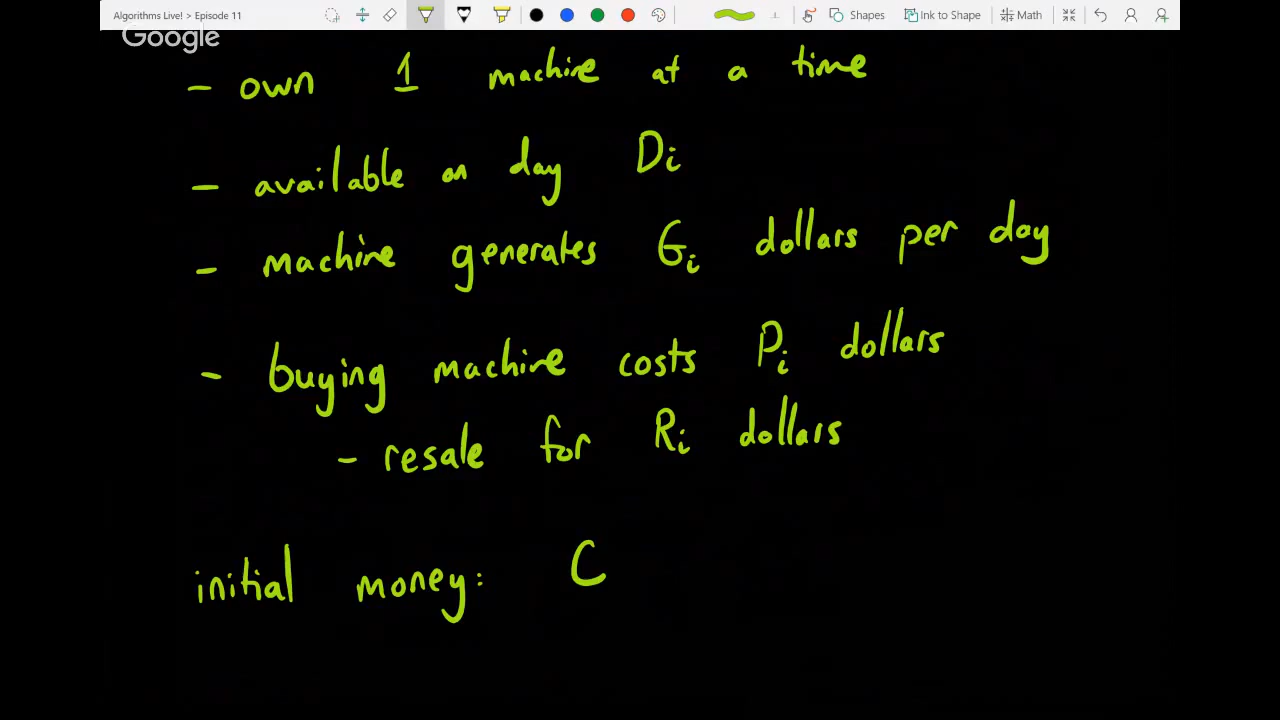 Algorithms Live! > Episode 11
Shapes
Ink to Shape
Math
Google
- own 1 machine at a time
- available on day Di
- machine generates Gi dollars per day
- buying machine costs Pi dollars
- resale for Ri dollars
initial money: C